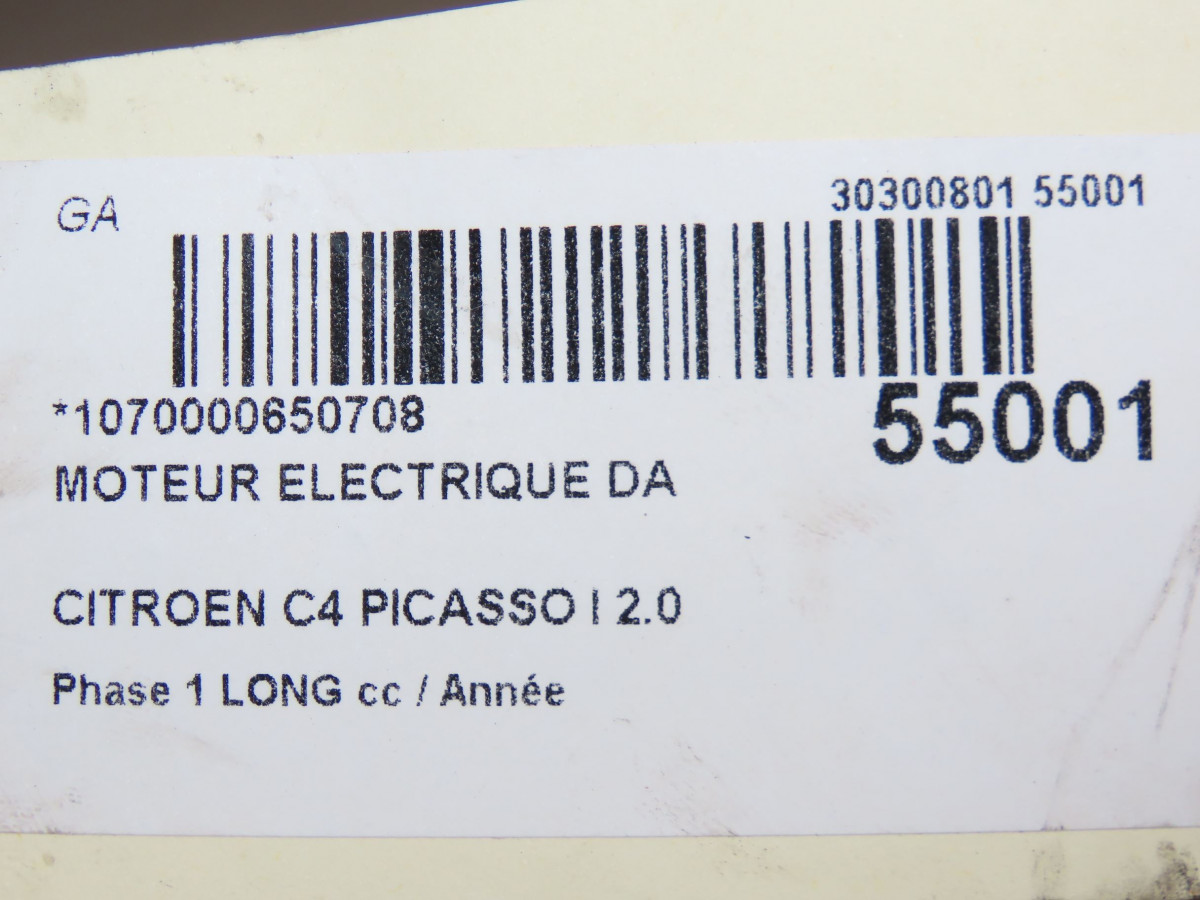 GA
30300801 55001
*1070000650708
55001
MOTEUR ELECTRIQUE DA
CITROEN C4 PICASSO I 2.0
Phase 1 LONG cc / Année